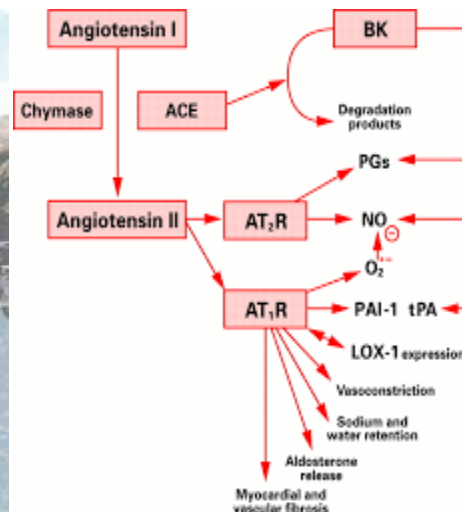 Angiotensin I
BK
Chymase
ACE
Degradation
products
PGs
Angiotensin II
AT₂R
NO
⊖
O₂·⁻
AT₁R
PAI-1 tPA
LOX-1 expression
Vasoconstriction
Sodium and
water retention
Aldosterone
release
Myocardial and
vascular fibrosis